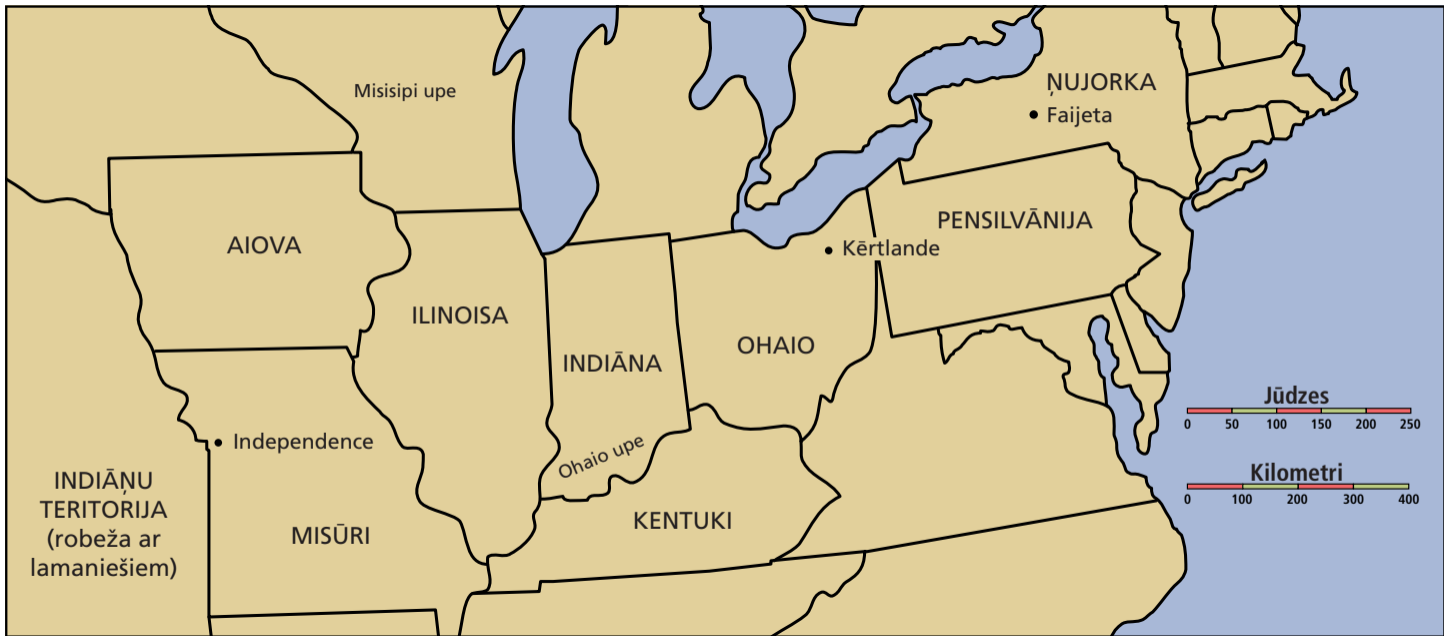 Misisipi upe
ŅUJORKA
Faijeta
PENSILVĀNIJA
Kērtlande
AIOVA
ILINOISA
OHAIO
INDIĀNA
Jūdzes
0 50 100 150 200 250
Independence
Ohaio upe
Kilometri
0 100 200 300 400
INDIĀŅU
TERITORIJA
(robeža ar
lamaniešiem)
MISŪRI
KENTUKI